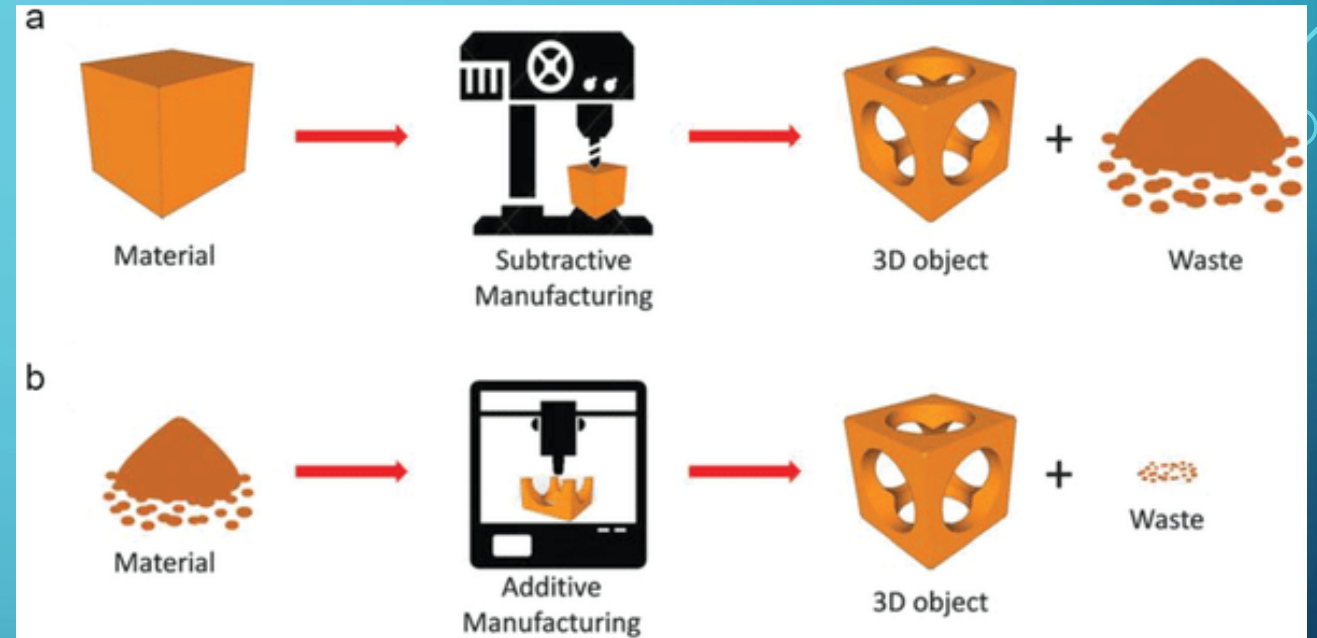 a
Material
Subtractive
Manufacturing
3D object
+
Waste
b
Material
Additive
Manufacturing
3D object
+
Waste